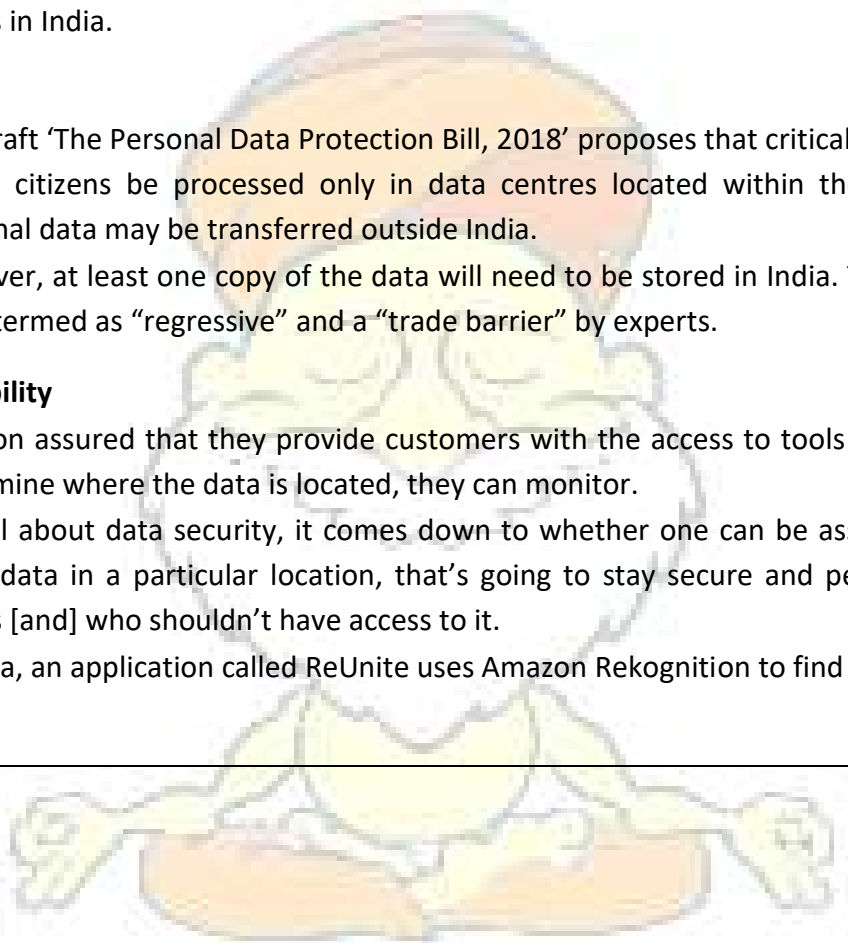 s in India.
raft ‘The Personal Data Protection Bill, 2018’ proposes that critical
citizens be processed only in data centres located within th
nal data may be transferred outside India.
ver, at least one copy of the data will need to be stored in India.
termed as “regressive” and a “trade barrier” by experts.
bility
on assured that they provide customers with the access to tools
mine where the data is located, they can monitor.
l about data security, it comes down to whether one can be as
data in a particular location, that’s going to stay secure and pe
s [and] who shouldn’t have access to it.
a, an application called ReUnite uses Amazon Rekognition to find